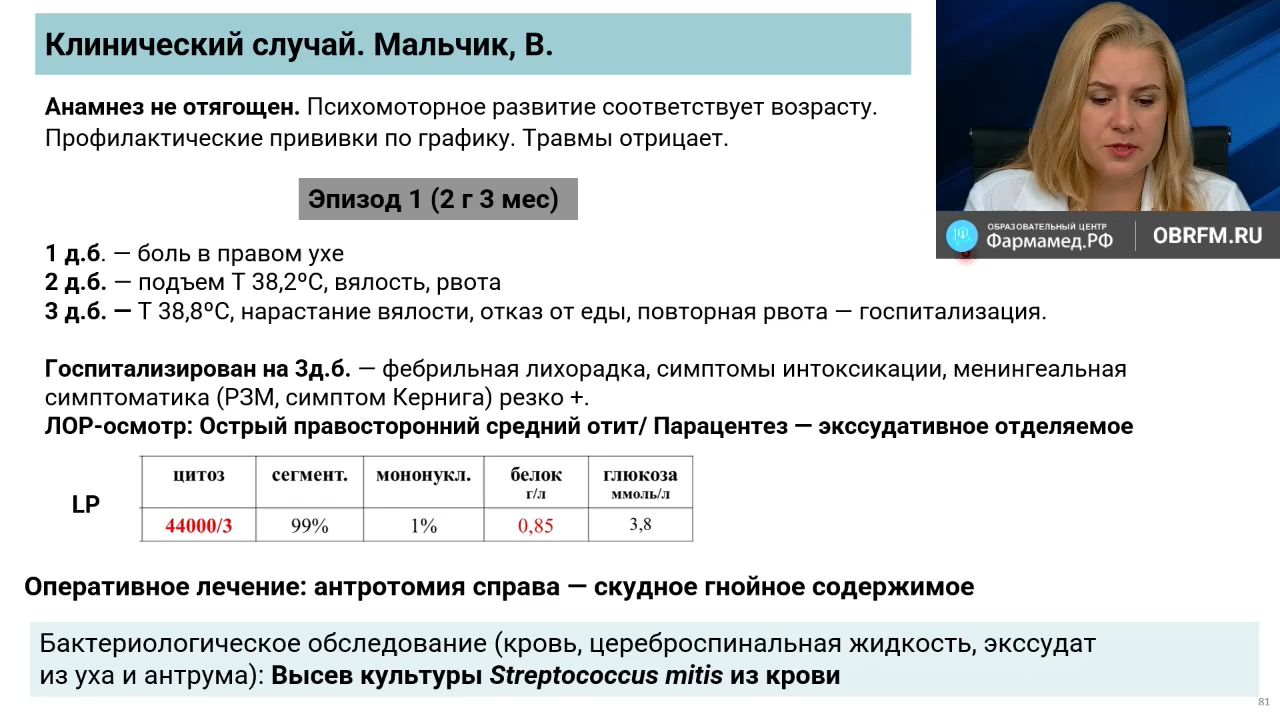 Клинический случай. Мальчик, В.
Анамнез не отягощен. Психомоторное развитие соответствует возрасту.
Профилактические прививки по графику. Травмы отрицает.
Эпизод 1 (2 г 3 мес)
1 д.б. — боль в правом ухе
2 д.б. — подъем Т 38,2ºС, вялость, рвота
3 д.б. — Т 38,8ºС, нарастание вялости, отказ от еды, повторная рвота — госпитализация.
Госпитализирован на 3д.б. — фебрильная лихорадка, симптомы интоксикации, менингеальная
симптоматика (РЗМ, симптом Кернига) резко +.
ЛОР-осмотр: Острый правосторонний средний отит/ Парацентез — экссудативное отделяемое
LP
цитоз сегмент. мононукл. белок г/л глюкоза ммоль/л
44000/3 99% 1% 0,85 3,8
Оперативное лечение: антротомия справа — скудное гнойное содержимое
Бактериологическое обследование (кровь, цереброспинальная жидкость, экссудат
из уха и антрума): Высев культуры Streptococcus mitis из крови
ОБРАЗОВАТЕЛЬНЫЙ ЦЕНТР
Фармамед.РФ
OBRFM.RU
81